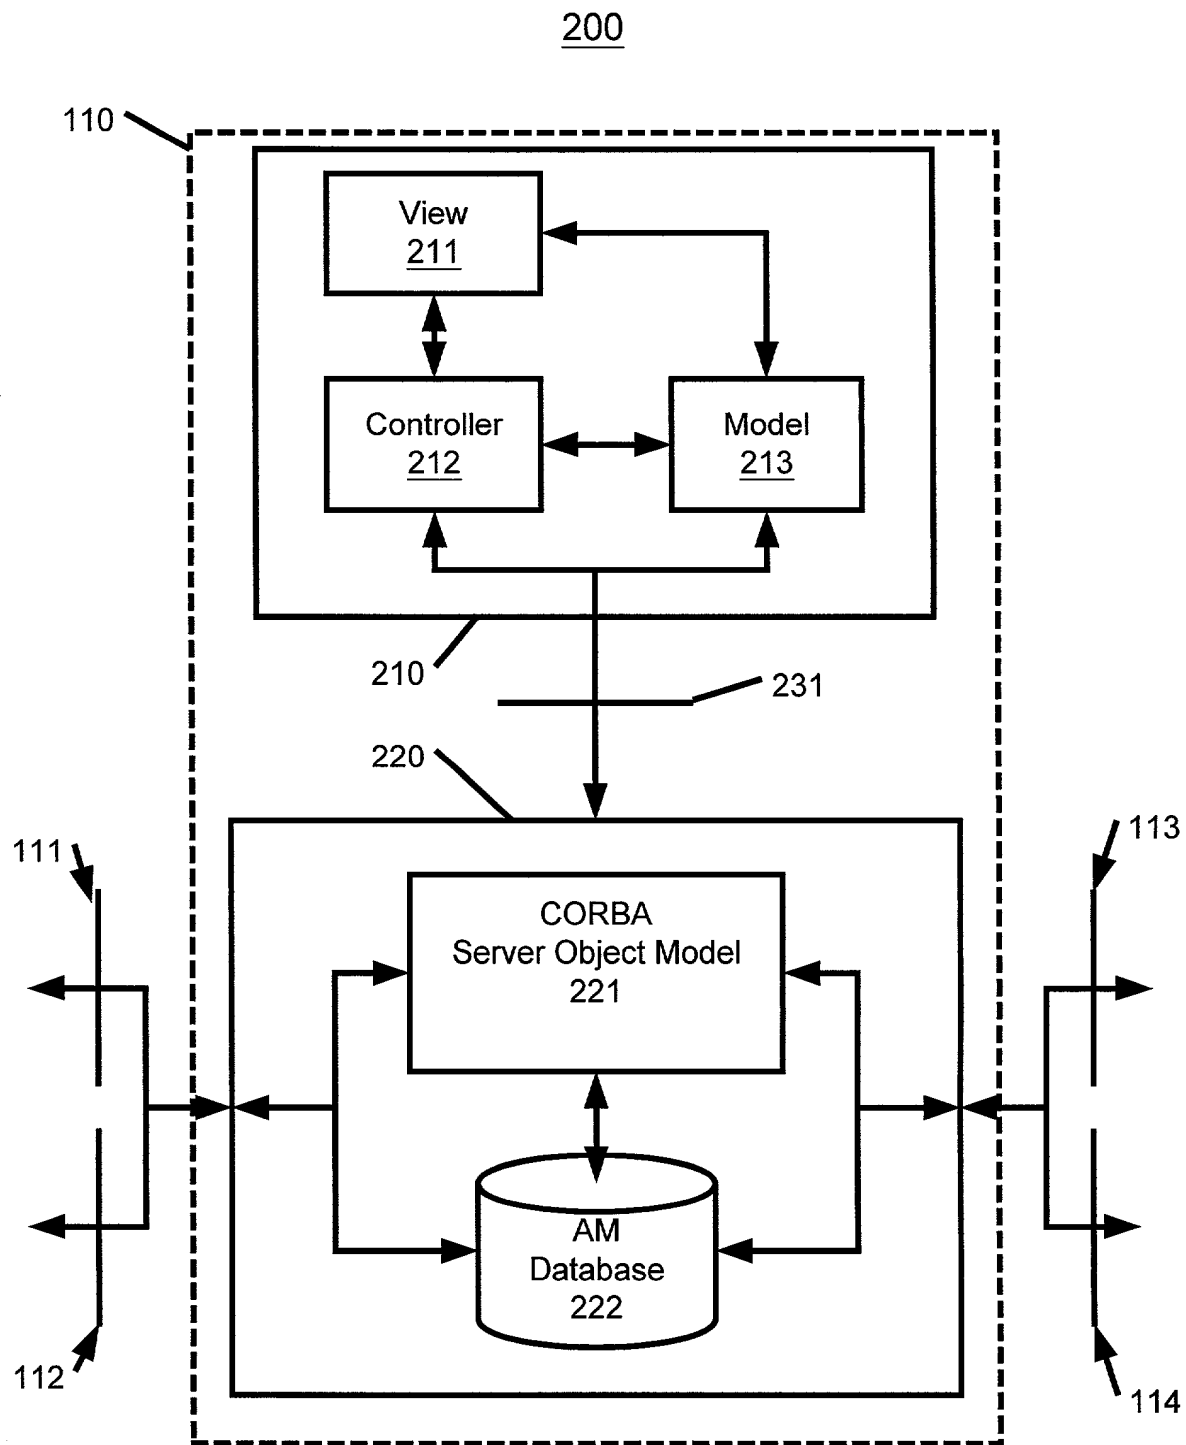 200
110
View
211
Controller
212
Model
213
210
231
220
111
113
CORBA
Server Object Model
221
AM
Database
222
112
114